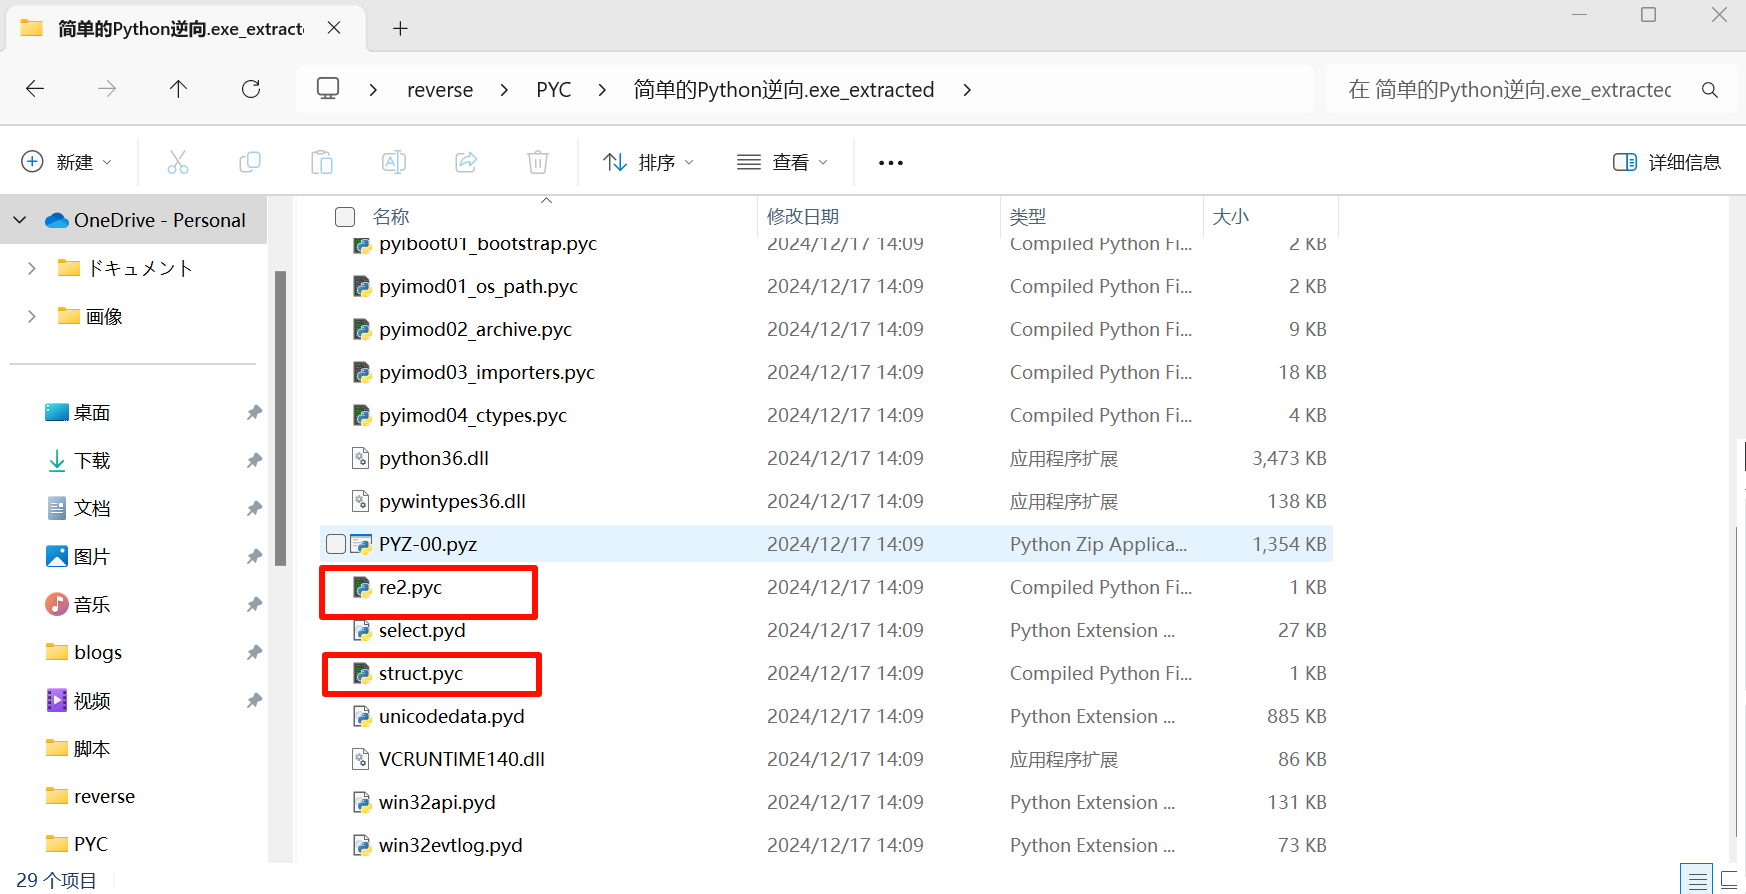 简单的Python逆向.exe_extract
reverse
PYC
简单的Python逆向.exe_extracted
在 简单的Python逆向.exe_extracted
新建
排序
查看
详细信息
OneDrive - Personal
ドキュメント
画像
桌面
下载
文档
图片
音乐
blogs
视频
脚本
reverse
PYC
名称 修改日期 类型 大小
pyiboot01_bootstrap.pyc 2024/12/17 14:09 Compiled Python Fi... 2 KB
pyimod01_os_path.pyc 2024/12/17 14:09 Compiled Python Fi... 2 KB
pyimod02_archive.pyc 2024/12/17 14:09 Compiled Python Fi... 9 KB
pyimod03_importers.pyc 2024/12/17 14:09 Compiled Python Fi... 18 KB
pyimod04_ctypes.pyc 2024/12/17 14:09 Compiled Python Fi... 4 KB
python36.dll 2024/12/17 14:09 应用程序扩展 3,473 KB
pywintypes36.dll 2024/12/17 14:09 应用程序扩展 138 KB
PYZ-00.pyz 2024/12/17 14:09 Python Zip Applica... 1,354 KB
re2.pyc 2024/12/17 14:09 Compiled Python Fi... 1 KB
select.pyd 2024/12/17 14:09 Python Extension ... 27 KB
struct.pyc 2024/12/17 14:09 Compiled Python Fi... 1 KB
unicodedata.pyd 2024/12/17 14:09 Python Extension ... 885 KB
VCRUNTIME140.dll 2024/12/17 14:09 应用程序扩展 86 KB
win32api.pyd 2024/12/17 14:09 Python Extension ... 131 KB
win32evtlog.pyd 2024/12/17 14:09 Python Extension ... 73 KB
29 个项目